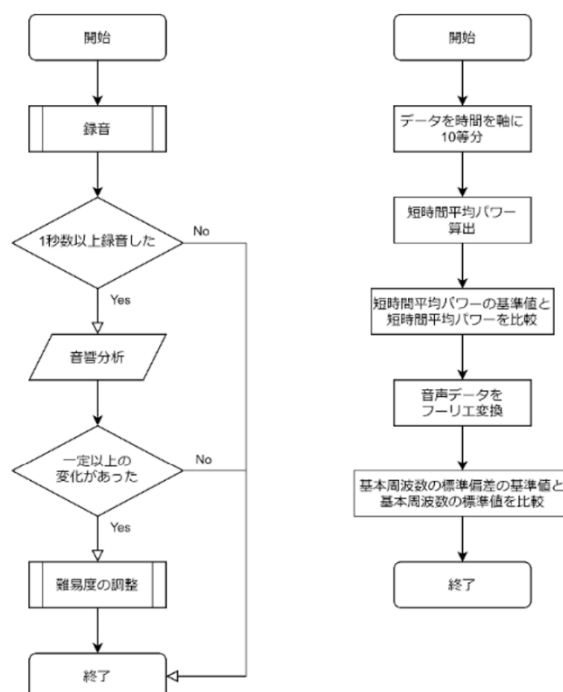 開始
録音
1秒数以上録音した
No
Yes
音響分析
一定以上の
変化があった
No
Yes
難易度の調整
終了
開始
データを時間を軸に
10等分
短時間平均パワー
算出
短時間平均パワーの基準値と
短時間平均パワーを比較
音声データを
フーリエ変換
基本周波数の標準偏差の基準値と
基本周波数の標準値を比較
終了